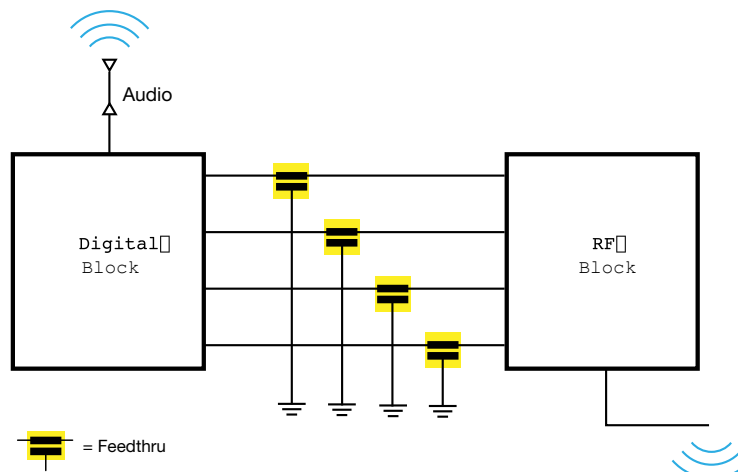 Audio
Digital▯
Block
RF▯
Block
= Feedthru